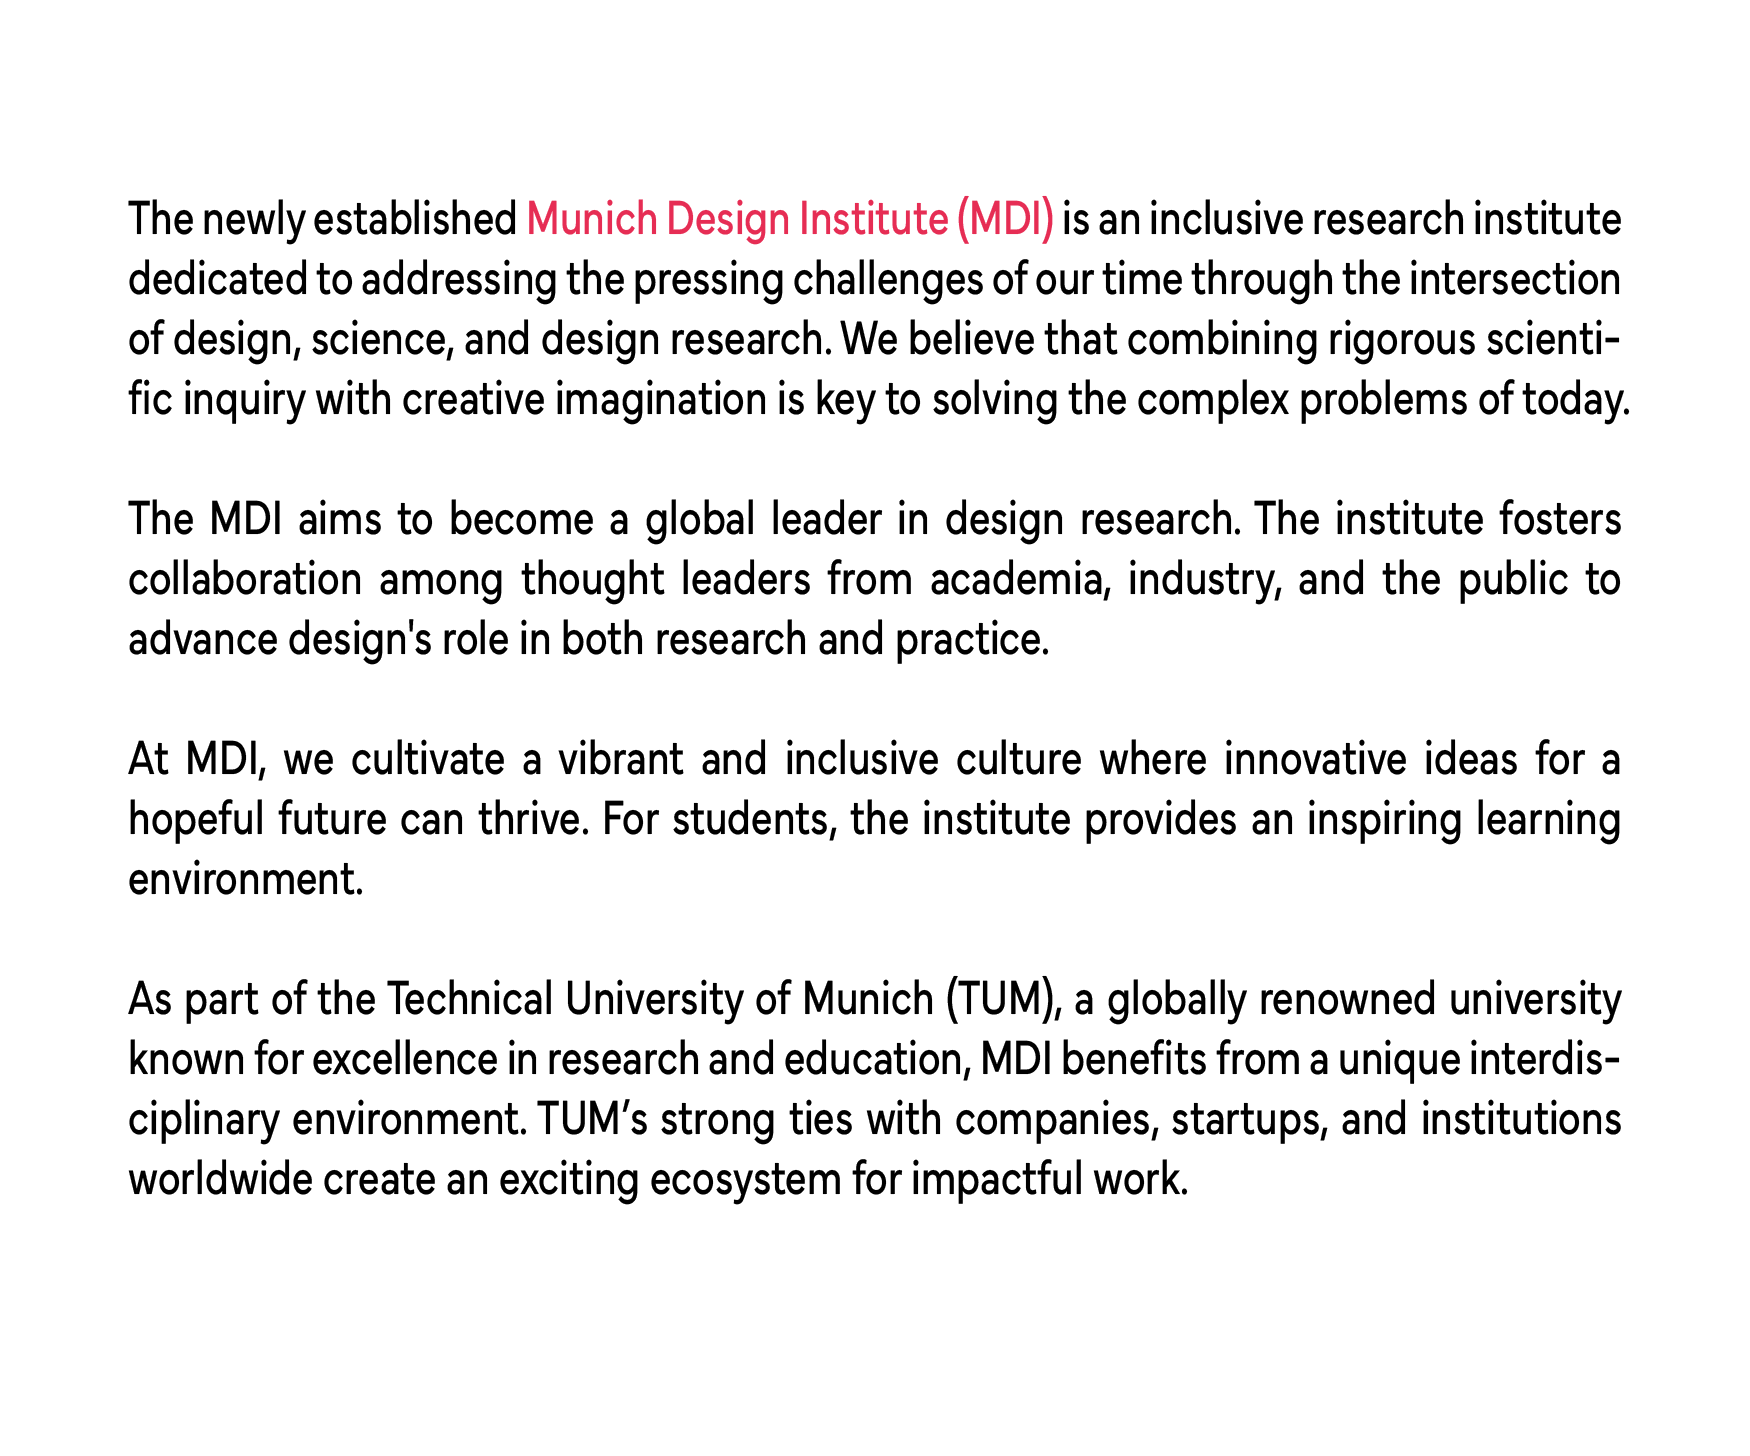 The newly established Munich Design Institute (MDI) is an inclusive research institute
dedicated to addressing the pressing challenges of our time through the intersection
of design, science, and design research. We believe that combining rigorous scienti-
fic inquiry with creative imagination is key to solving the complex problems of today.
The MDI aims to become a global leader in design research. The institute fosters
collaboration among thought leaders from academia, industry, and the public to
advance design's role in both research and practice.
At MDI, we cultivate a vibrant and inclusive culture where innovative ideas for a
hopeful future can thrive. For students, the institute provides an inspiring learning
environment.
As part of the Technical University of Munich (TUM), a globally renowned university
known for excellence in research and education, MDI benefits from a unique interdis-
ciplinary environment. TUM’s strong ties with companies, startups, and institutions
worldwide create an exciting ecosystem for impactful work.